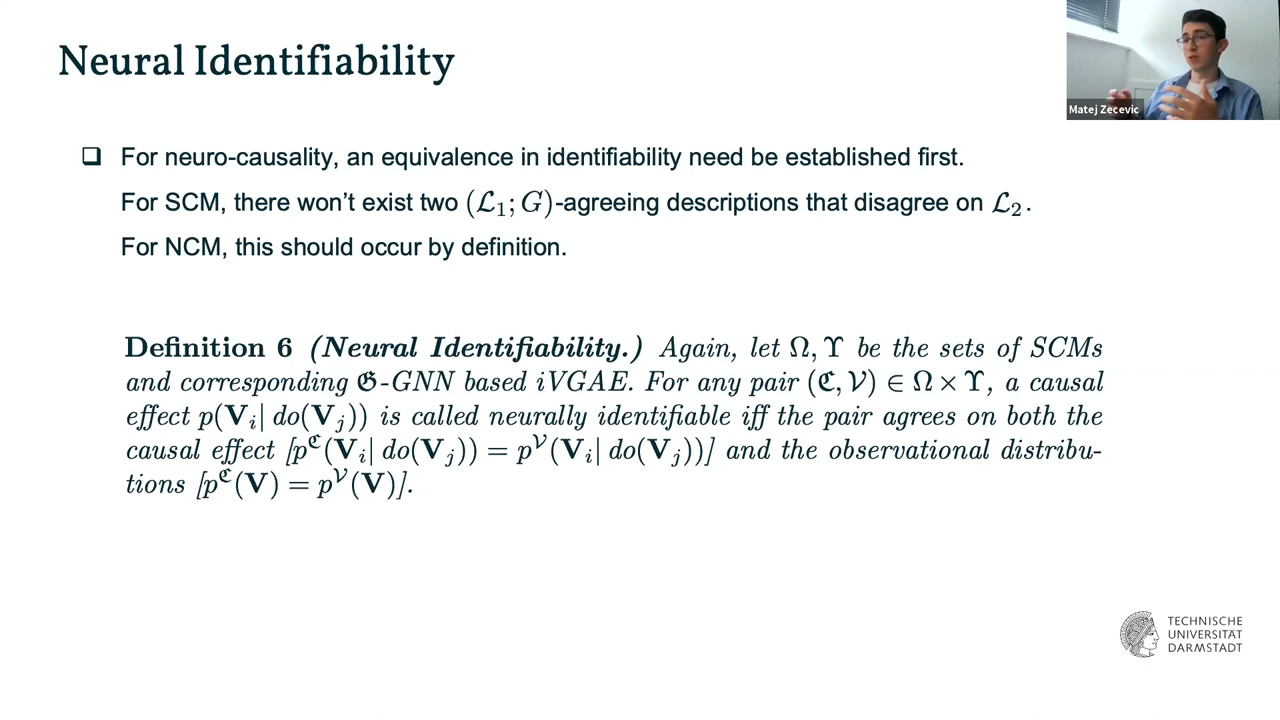 Neural Identifiability
Matej Zecevic
❑ For neuro-causality, an equivalence in identifiability need be established first.
For SCM, there won't exist two (𝓛₁; G)-agreeing descriptions that disagree on 𝓛₂.
For NCM, this should occur by definition.
Definition 6 (Neural Identifiability.) Again, let Ω, ϒ be the sets of SCMs
and corresponding 𝕲-GNN based iVGAE. For any pair (𝕮, 𝒱) ∈ Ω × ϒ, a causal
effect p(Vᵢ| do(Vⱼ)) is called neurally identifiable iff the pair agrees on both the
causal effect [p^𝕮(Vᵢ| do(Vⱼ)) = p^𝒱(Vᵢ| do(Vⱼ))] and the observational distribu-
tions [p^𝕮(V) = p^𝒱(V)].
TECHNISCHE
UNIVERSITÄT
DARMSTADT